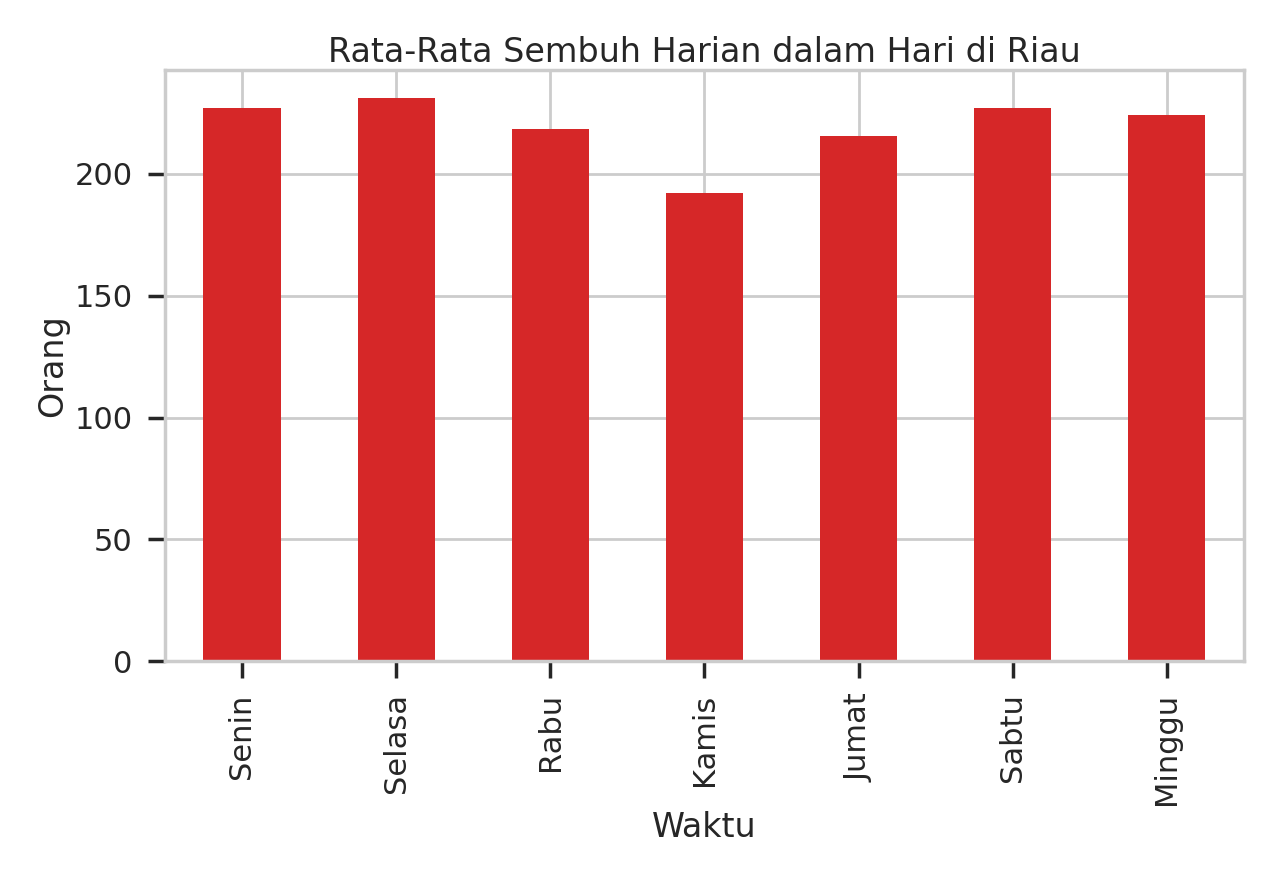 Rata-Rata Sembuh Harian dalam Hari di Riau
200
150
100
50
0
Orang
Senin
Selasa
Rabu
Kamis
Jumat
Sabtu
Minggu
Waktu